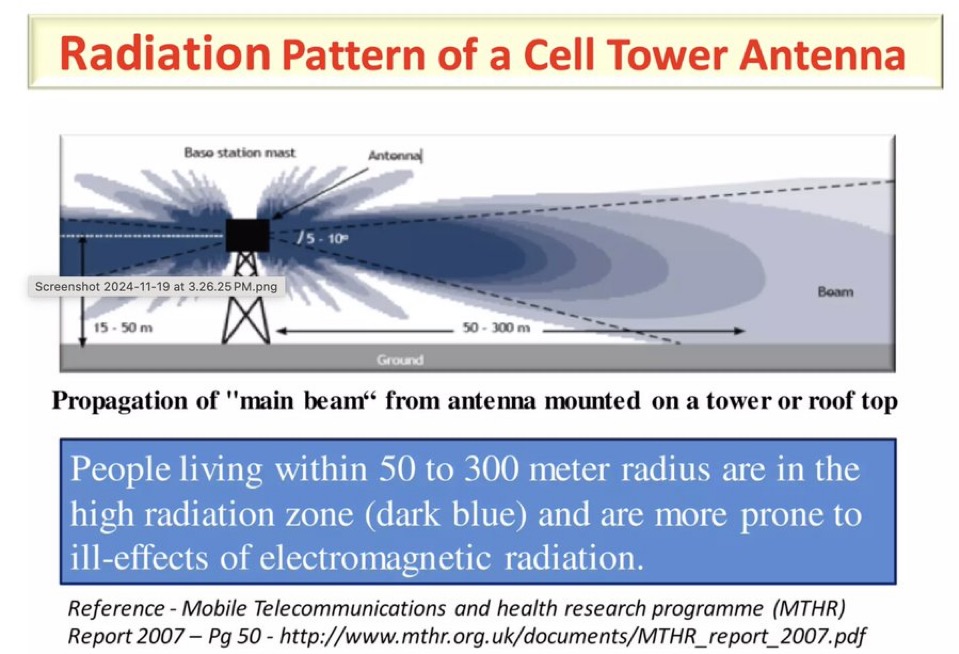 Radiation Pattern of a Cell Tower Antenna
Base station mast
Antenna
5 - 10º
Screenshot 2024-11-19 at 3.26.25 PM.png
Beam
15 - 50 m
50 - 300 m
Ground
Propagation of "main beam“ from antenna mounted on a tower or roof top
People living within 50 to 300 meter radius are in the
high radiation zone (dark blue) and are more prone to
ill-effects of electromagnetic radiation.
Reference - Mobile Telecommunications and health research programme (MTHR)
Report 2007 – Pg 50 - http://www.mthr.org.uk/documents/MTHR_report_2007.pdf